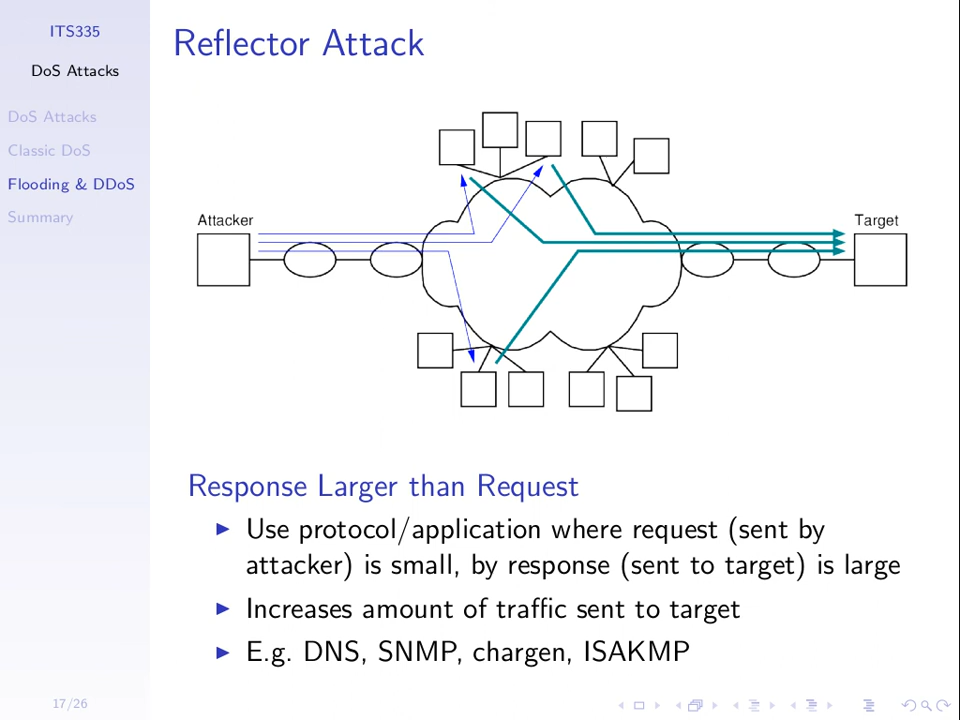 ITS335
DoS Attacks
DoS Attacks
Classic DoS
Flooding & DDoS
Summary
Reflector Attack
Attacker
Target
Response Larger than Request
Use protocol/application where request (sent by
attacker) is small, by response (sent to target) is large
Increases amount of traffic sent to target
E.g. DNS, SNMP, chargen, ISAKMP
17/26